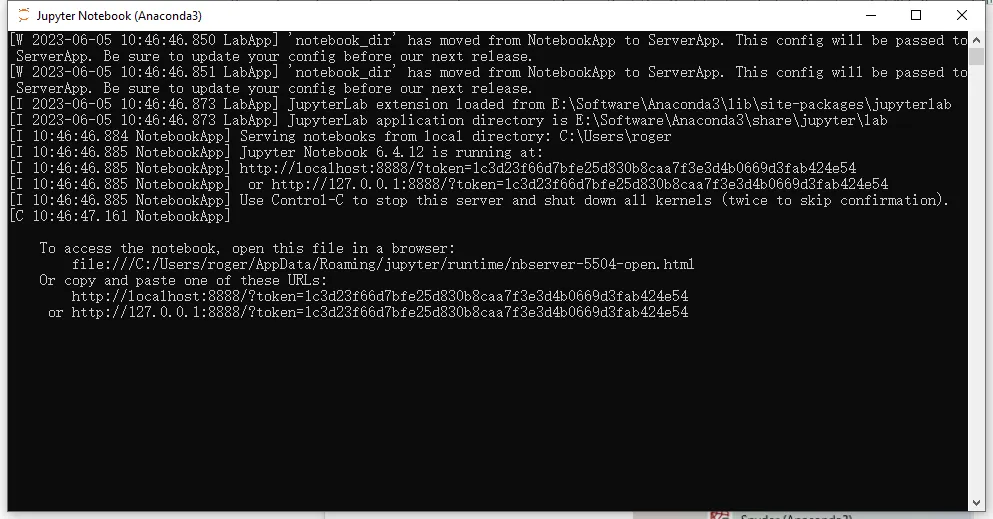 Jupyter Notebook (Anaconda3)
[W 2023-06-05 10:46:46.850 LabApp] 'notebook_dir' has moved from NotebookApp to ServerApp. This config will be passed to
ServerApp. Be sure to update your config before our next release.
[W 2023-06-05 10:46:46.851 LabApp] 'notebook_dir' has moved from NotebookApp to ServerApp. This config will be passed to
ServerApp. Be sure to update your config before our next release.
[I 2023-06-05 10:46:46.873 LabApp] JupyterLab extension loaded from E:\Software\Anaconda3\lib\site-packages\jupyterlab
[I 2023-06-05 10:46:46.873 LabApp] JupyterLab application directory is E:\Software\Anaconda3\share\jupyter\lab
[I 10:46:46.884 NotebookApp] Serving notebooks from local directory: C:\Users\roger
[I 10:46:46.885 NotebookApp] Jupyter Notebook 6.4.12 is running at:
[I 10:46:46.885 NotebookApp] http://localhost:8888/?token=1c3d23f66d7bfe25d830b8caa7f3e3d4b0669d3fab424e54
[I 10:46:46.885 NotebookApp]  or http://127.0.0.1:8888/?token=1c3d23f66d7bfe25d830b8caa7f3e3d4b0669d3fab424e54
[I 10:46:46.885 NotebookApp] Use Control-C to stop this server and shut down all kernels (twice to skip confirmation).
[C 10:46:47.161 NotebookApp]
To access the notebook, open this file in a browser:
file:///C:/Users/roger/AppData/Roaming/jupyter/runtime/nbserver-5504-open.html
Or copy and paste one of these URLs:
http://localhost:8888/?token=1c3d23f66d7bfe25d830b8caa7f3e3d4b0669d3fab424e54
or http://127.0.0.1:8888/?token=1c3d23f66d7bfe25d830b8caa7f3e3d4b0669d3fab424e54
Spyder (Anaconda3)